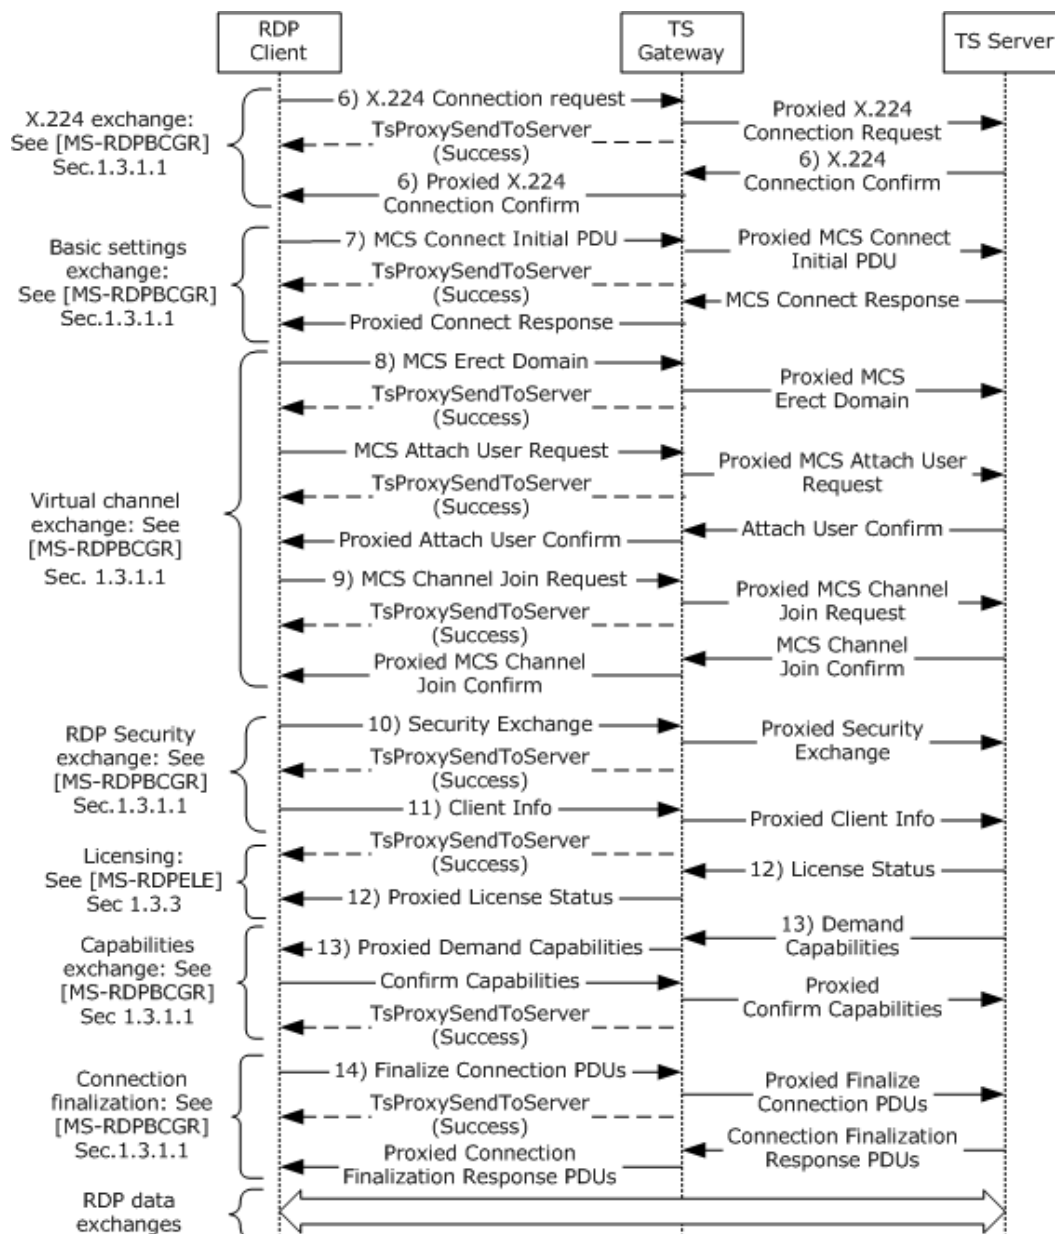 RDP
Client
TS
Gateway
TS Server
X.224 exchange:
See [MS-RDPBCGR]
Sec.1.3.1.1
6) X.224 Connection request
Proxied X.224
Connection Request
TsProxySendToServer
(Success)
6) X.224
Connection Confirm
6) Proxied X.224
Connection Confirm
Basic settings
exchange:
See [MS-RDPBCGR]
Sec.1.3.1.1
7) MCS Connect Initial PDU
Proxied MCS Connect
Initial PDU
TsProxySendToServer
(Success)
MCS Connect Response
Proxied Connect Response
Virtual channel
exchange: See
[MS-RDPBCGR]
Sec. 1.3.1.1
8) MCS Erect Domain
Proxied MCS
Erect Domain
TsProxySendToServer
(Success)
MCS Attach User Request
Proxied MCS Attach User
Request
TsProxySendToServer
(Success)
Attach User Confirm
Proxied Attach User Confirm
9) MCS Channel Join Request
Proxied MCS Channel
Join Request
TsProxySendToServer
(Success)
MCS Channel
Join Confirm
Proxied MCS Channel
Join Confirm
RDP Security
exchange: See
[MS-RDPBCGR]
Sec.1.3.1.1
10) Security Exchange
Proxied Security
Exchange
TsProxySendToServer
(Success)
11) Client Info
Proxied Client Info
Licensing:
See [MS-RDPELE]
Sec 1.3.3
TsProxySendToServer
(Success)
12) License Status
12) Proxied License Status
Capabilities
exchange: See
[MS-RDPBCGR]
Sec 1.3.1.1
13) Demand
Capabilities
13) Proxied Demand Capabilities
Confirm Capabilities
Proxied
Confirm Capabilities
TsProxySendToServer
(Success)
Connection
finalization: See
[MS-RDPBCGR]
Sec.1.3.1.1
14) Finalize Connection PDUs
Proxied Finalize
Connection PDUs
TsProxySendToServer
(Success)
Connection Finalization
Response PDUs
Proxied Connection
Finalization Response PDUs
RDP data
exchanges